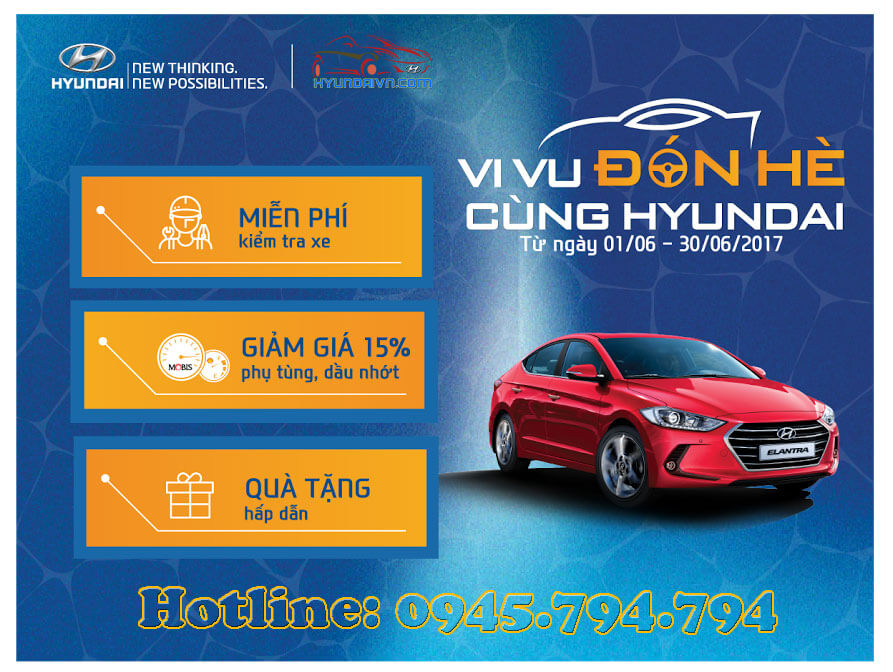 HYUNDAI
NEW THINKING.
NEW POSSIBILITIES.
HYUNDAIVN.COM
VI VU ĐÓN HÈ
CÙNG HYUNDAI
Từ ngày 01/06 - 30/06/2017
MIỄN PHÍ
kiểm tra xe
MOBIS
GIẢM GIÁ 15%
phụ tùng, dầu nhớt
QUÀ TẶNG
hấp dẫn
ELANTRA
Hotline: 0945.794.794